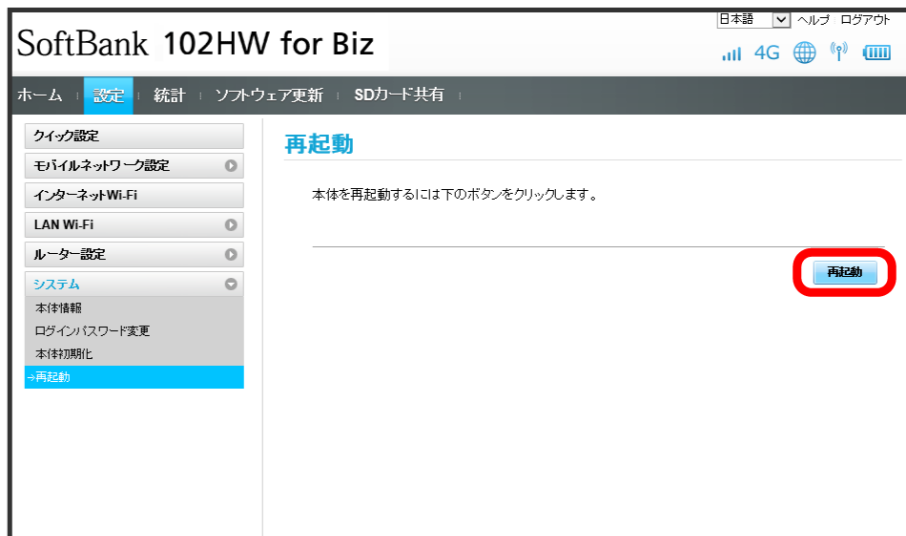 日本語 ヘルプ ログアウト
SoftBank 102HW for Biz
4G
ホーム 設定 統計 ソフトウェア更新 SDカード共有
クイック設定
モバイルネットワーク設定
インターネットWi-Fi
LAN Wi-Fi
ルーター設定
システム
本体情報
ログインパスワード変更
本体初期化
→再起動
再起動
本体を再起動するには下のボタンをクリックします。
再起動